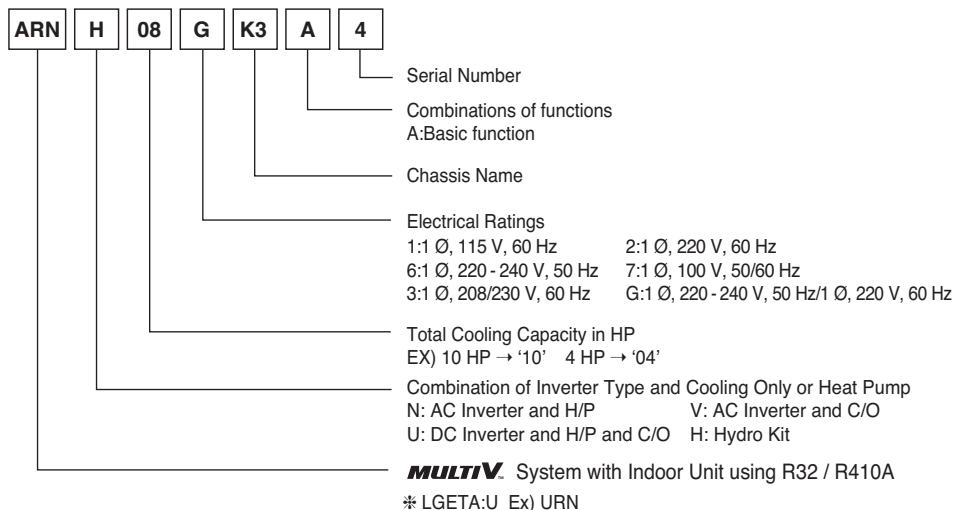 ARN H 08 G K3 A 4
Serial Number
Combinations of functions
A:Basic function
Chassis Name
Electrical Ratings
1:1 Ø, 115 V, 60 Hz 2:1 Ø, 220 V, 60 Hz
6:1 Ø, 220 - 240 V, 50 Hz 7:1 Ø, 100 V, 50/60 Hz
3:1 Ø, 208/230 V, 60 Hz G:1 Ø, 220 - 240 V, 50 Hz/1 Ø, 220 V, 60 Hz
Total Cooling Capacity in HP
EX) 10 HP → ‘10’ 4 HP → ‘04’
Combination of Inverter Type and Cooling Only or Heat Pump
N: AC Inverter and H/P V: AC Inverter and C/O
U: DC Inverter and H/P and C/O H: Hydro Kit
MULTI V™ System with Indoor Unit using R32 / R410A
❈ LGETA:U Ex) URN